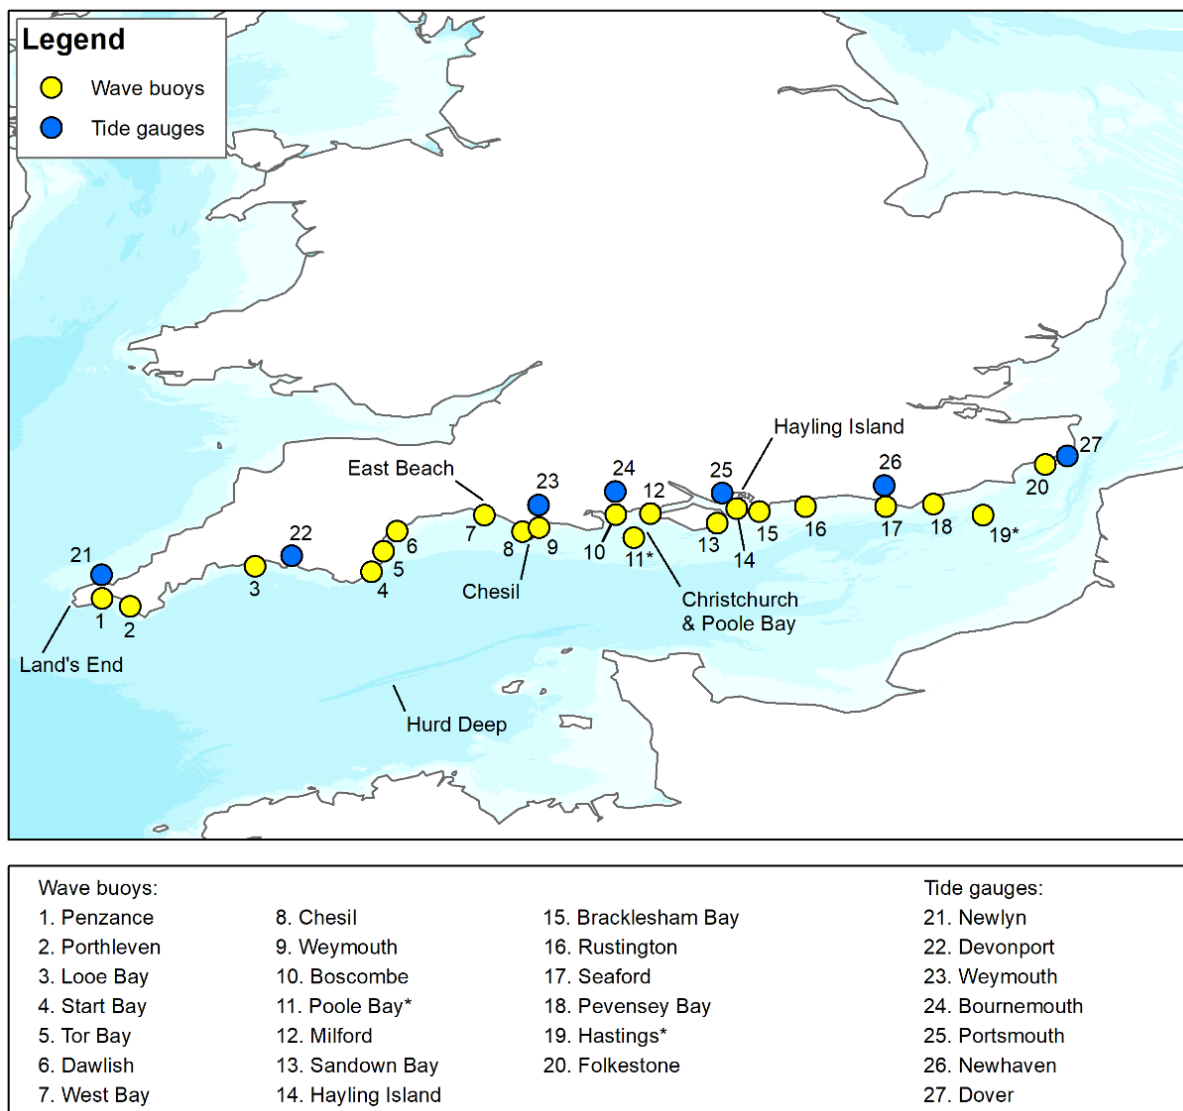 Legend
Wave buoys
Tide gauges
Hayling Island
27
East Beach
24
25
26
23
12
20
22
7
8
9
10
11*
13
14
15
16
17
18
19*
21
6
5
3
4
Chesil
Christchurch
& Poole Bay
1
2
Land's End
Hurd Deep
Wave buoys:
1. Penzance
2. Porthleven
3. Looe Bay
4. Start Bay
5. Tor Bay
6. Dawlish
7. West Bay
8. Chesil
9. Weymouth
10. Boscombe
11. Poole Bay*
12. Milford
13. Sandown Bay
14. Hayling Island
15. Bracklesham Bay
16. Rustington
17. Seaford
18. Pevensey Bay
19. Hastings*
20. Folkestone
Tide gauges:
21. Newlyn
22. Devonport
23. Weymouth
24. Bournemouth
25. Portsmouth
26. Newhaven
27. Dover